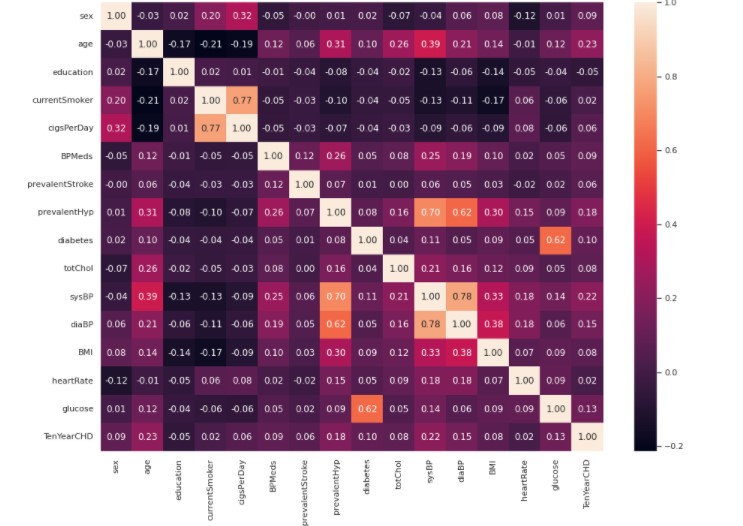 sex 1.00 -0.03 0.02 0.20 0.32 -0.05 -0.00 0.01 0.02 -0.07 -0.04 0.06 0.08 -0.12 0.01 0.09
age -0.03 1.00 -0.17 -0.21 -0.19 0.12 0.06 0.31 0.10 0.26 0.39 0.21 0.14 -0.01 0.12 0.23
education 0.02 -0.17 1.00 0.02 0.01 -0.01 -0.04 -0.08 -0.04 -0.02 -0.13 -0.06 -0.14 -0.05 -0.04 -0.05
currentSmoker 0.20 -0.21 0.02 1.00 0.77 -0.05 -0.03 -0.10 -0.04 -0.05 -0.13 -0.11 -0.17 0.06 -0.06 0.02
cigsPerDay 0.32 -0.19 0.01 0.77 1.00 -0.05 -0.03 -0.07 -0.04 -0.03 -0.09 -0.06 -0.09 0.08 -0.06 0.06
BPMeds -0.05 0.12 -0.01 -0.05 -0.05 1.00 0.12 0.26 0.05 0.08 0.25 0.19 0.10 0.02 0.05 0.09
prevalentStroke -0.00 0.06 -0.04 -0.03 -0.03 0.12 1.00 0.07 0.01 0.00 0.06 0.05 0.03 -0.02 0.02 0.06
prevalentHyp 0.01 0.31 -0.08 -0.10 -0.07 0.26 0.07 1.00 0.08 0.16 0.70 0.62 0.30 0.15 0.09 0.18
diabetes 0.02 0.10 -0.04 -0.04 -0.04 0.05 0.01 0.08 1.00 0.04 0.11 0.05 0.09 0.05 0.62 0.10
totChol -0.07 0.26 -0.02 -0.05 -0.03 0.08 0.00 0.16 0.04 1.00 0.21 0.16 0.12 0.09 0.05 0.08
sysBP -0.04 0.39 -0.13 -0.13 -0.09 0.25 0.06 0.70 0.11 0.21 1.00 0.78 0.33 0.18 0.14 0.22
diaBP 0.06 0.21 -0.06 -0.11 -0.06 0.19 0.05 0.62 0.05 0.16 0.78 1.00 0.38 0.18 0.06 0.15
BMI 0.08 0.14 -0.14 -0.17 -0.09 0.10 0.03 0.30 0.09 0.12 0.33 0.38 1.00 0.07 0.09 0.08
heartRate -0.12 -0.01 -0.05 0.06 0.08 0.02 -0.02 0.15 0.05 0.09 0.18 0.18 0.07 1.00 0.09 0.02
glucose 0.01 0.12 -0.04 -0.06 -0.06 0.05 0.02 0.09 0.62 0.05 0.14 0.06 0.09 0.09 1.00 0.13
TenYearCHD 0.09 0.23 -0.05 0.02 0.06 0.09 0.06 0.18 0.10 0.08 0.22 0.15 0.08 0.02 0.13 1.00
sex
age
education
currentSmoker
cigsPerDay
BPMeds
prevalentStroke
prevalentHyp
diabetes
totChol
sysBP
diaBP
BMI
heartRate
glucose
TenYearCHD
1.0
0.8
0.6
0.4
0.2
0.0
−0.2